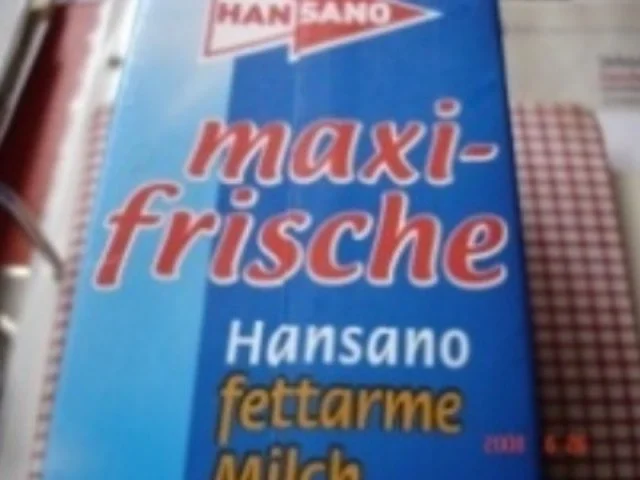 HANSANO
maxi-
frische
Hansano
fettarme
Milch